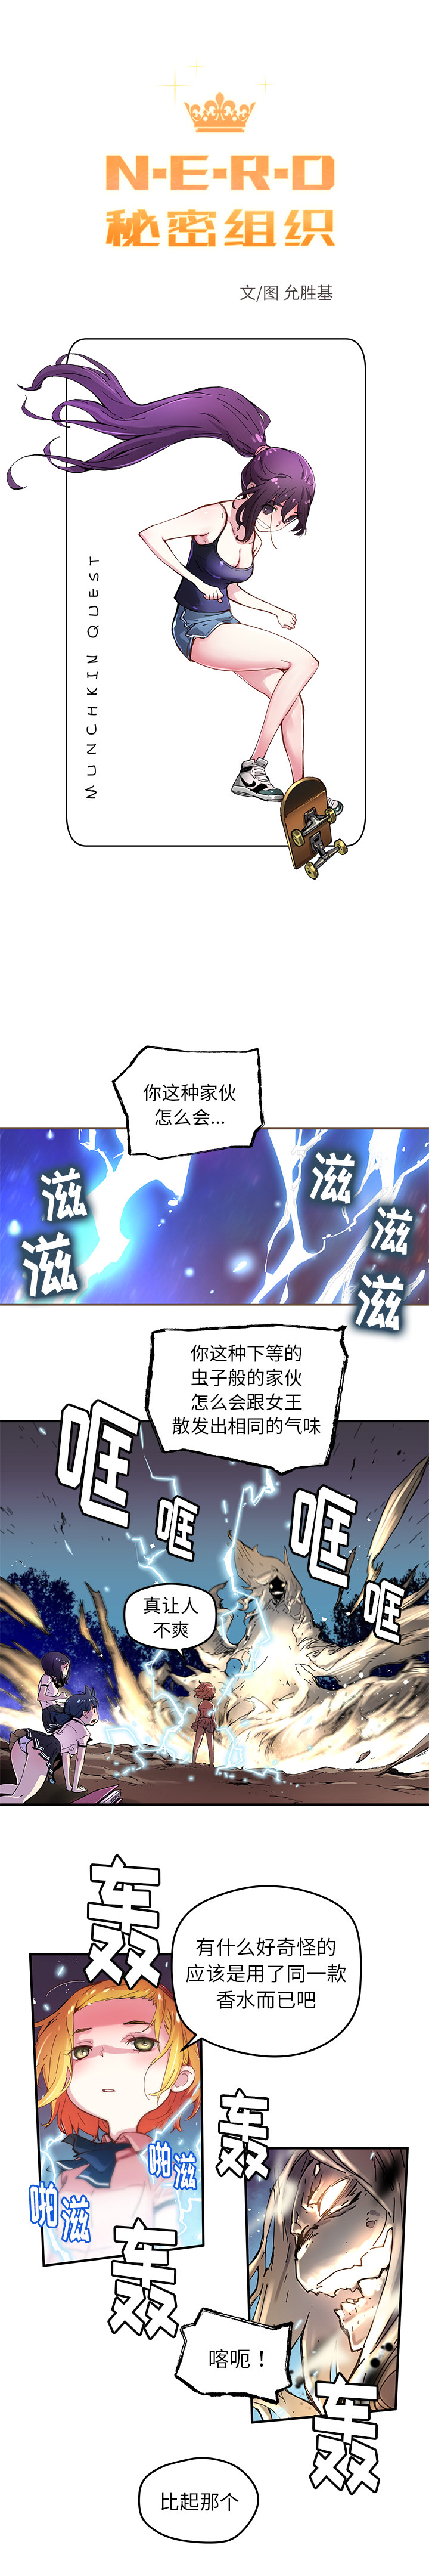 N·E·R·D
秘密组织
文/图 允胜基
MUNCHKIN QUEST
你这种家伙
怎么会…
滋
滋
滋
滋
滋
你这种下等的
虫子般的家伙
怎么会跟女王
散发出相同的气味
哐
哐
哐
哐
真让人
不爽
轰
有什么好奇怪的
应该是用了同一款
香水而已吧
轰
啪滋
啪滋
轰
喀呃！
轰
比起那个